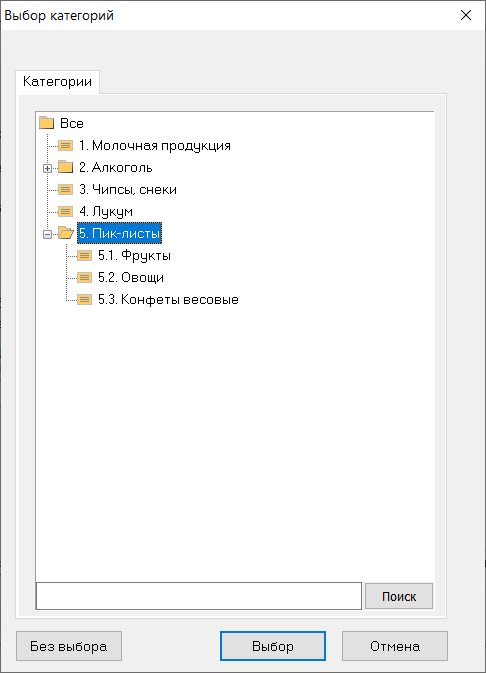 Выбор категорий
Категории
Все
1. Молочная продукция
2. Алкоголь
3. Чипсы, снеки
4. Лукум
5. Пик-листы
5.1. Фрукты
5.2. Овощи
5.3. Конфеты весовые
Поиск
Без выбора
Выбор
Отмена